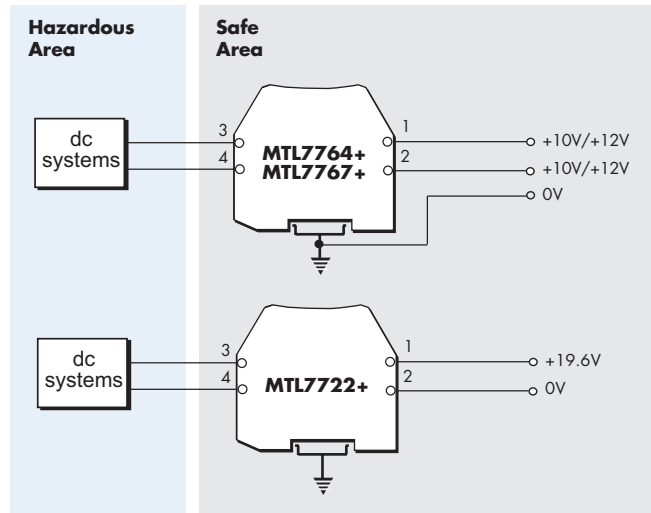 Hazardous
Area
Safe
Area
dc
systems
3
4
MTL7764+
MTL7767+
1
2
+10V/+12V
+10V/+12V
0V
dc
systems
3
4
MTL7722+
1
2
+19.6V
0V